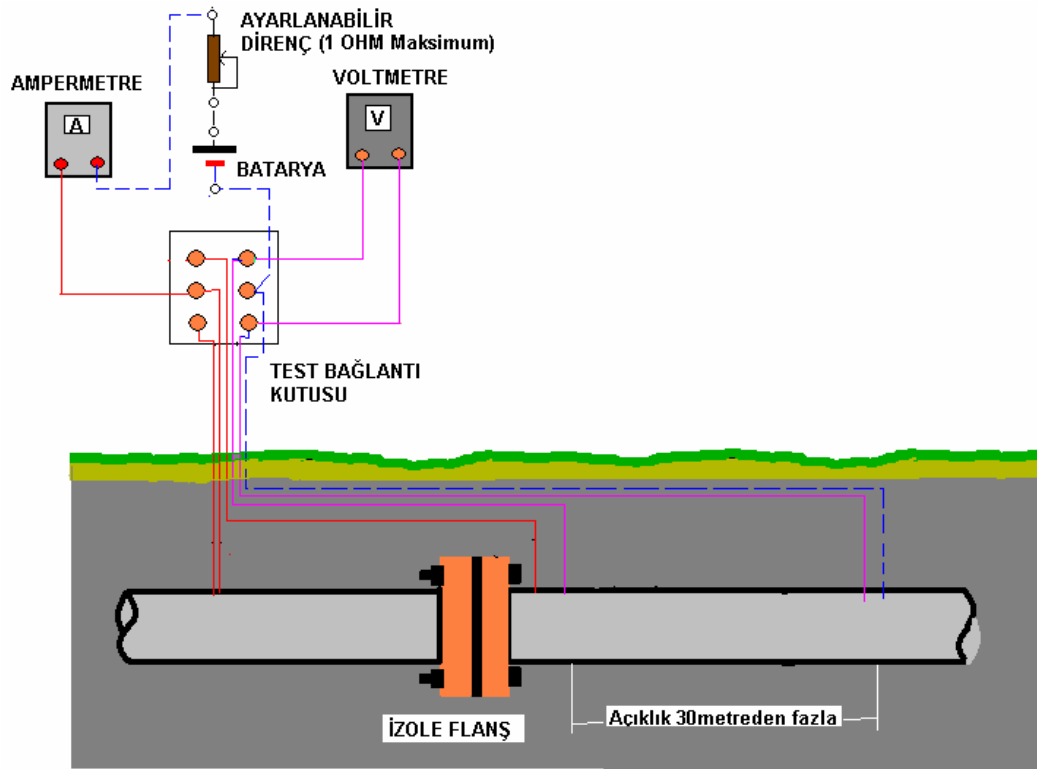 AYARLANABİLİR
DİRENÇ (1 OHM Maksimum)
AMPERMETRE
VOLTMETRE
A
V
BATARYA
TEST BAĞLANTI
KUTUSU
İZOLE FLANŞ
Açıklık 30metreden fazla